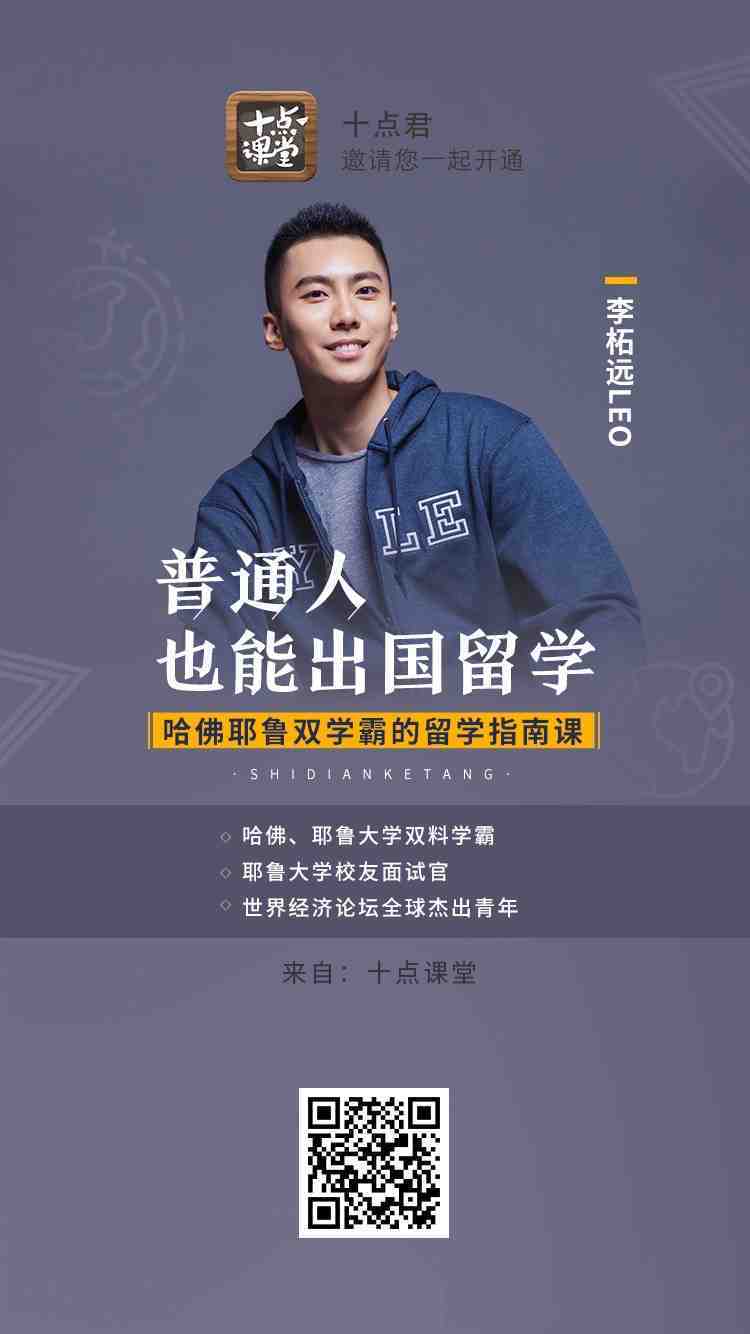 十点
课堂
十点君
邀请您一起开通
李柘远LEO
YLE
普通人
也能出国留学
哈佛耶鲁双学霸的留学指南课
·SHIDIANKETANG·
哈佛、耶鲁大学双料学霸
耶鲁大学校友面试官
世界经济论坛全球杰出青年
来自：十点课堂